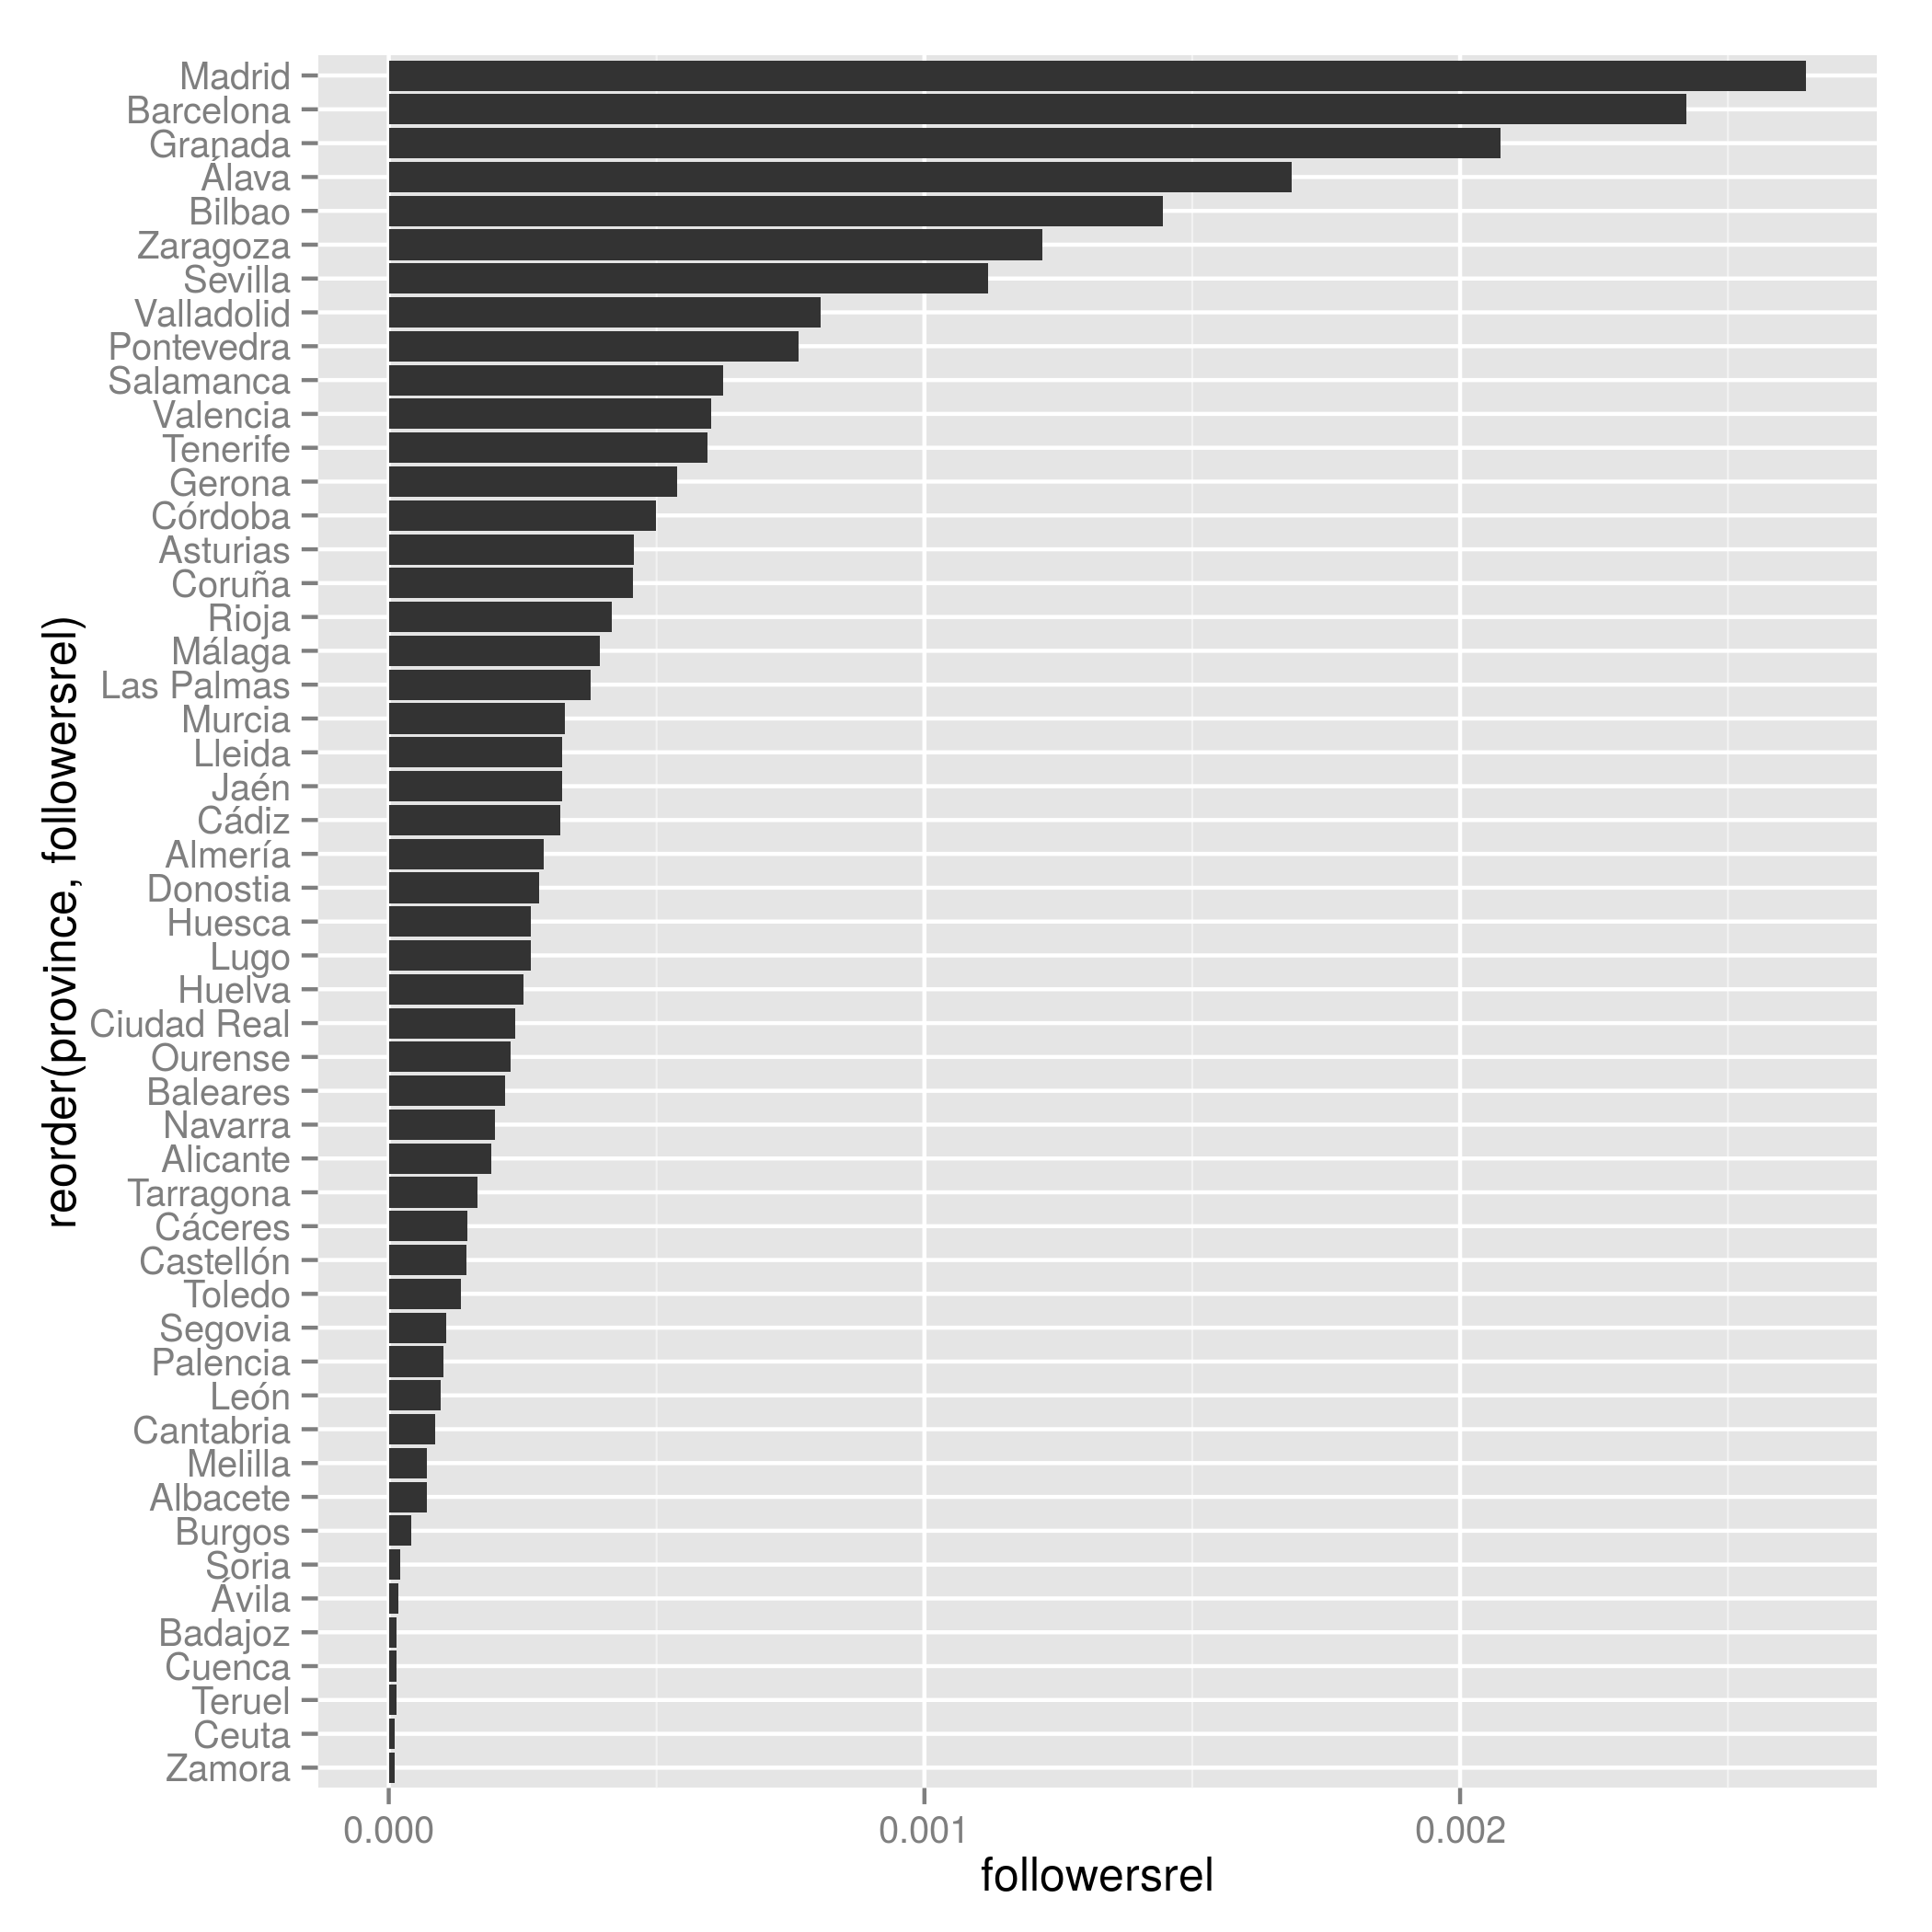 Madrid
Barcelona
Granada
Álava
Bilbao
Zaragoza
Sevilla
Valladolid
Pontevedra
Salamanca
Valencia
Tenerife
Gerona
Córdoba
Asturias
Coruña
Rioja
Málaga
Las Palmas
Murcia
Lleida
Jaén
Cádiz
Almería
Donostia
Huesca
Lugo
Huelva
Ciudad Real
Ourense
Baleares
Navarra
Alicante
Tarragona
Cáceres
Castellón
Toledo
Segovia
Palencia
León
Cantabria
Melilla
Albacete
Burgos
Soria
Ávila
Badajoz
Cuenca
Teruel
Ceuta
Zamora
reorder(province, followersrel)
0.000 0.001 0.002
followersrel